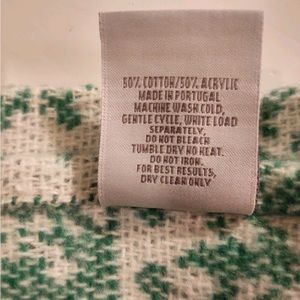 50% COTTON/50% ACRYLIC
MADE IN PORTUGAL
MACHINE WASH COLD,
GENTLE CYCLE, WHITE LOAD
SEPARATELY,
DO NOT BLEACH
TUMBLE DRY NO HEAT.
DO NOT IRON.
FOR BEST RESULTS,
DRY CLEAN ONLY